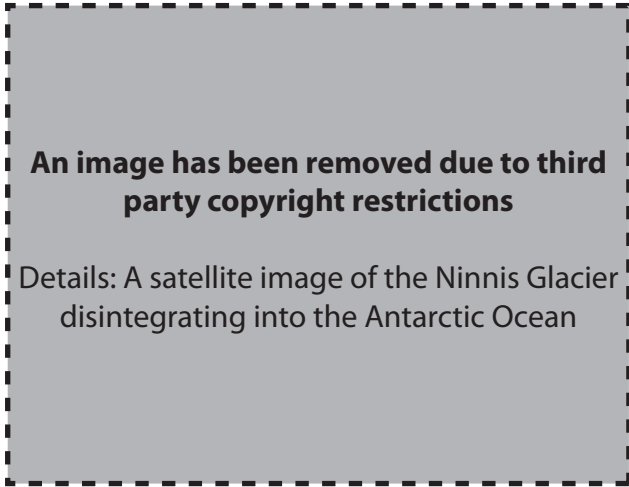 An image has been removed due to third
party copyright restrictions
Details: A satellite image of the Ninnis Glacier
disintegrating into the Antarctic Ocean